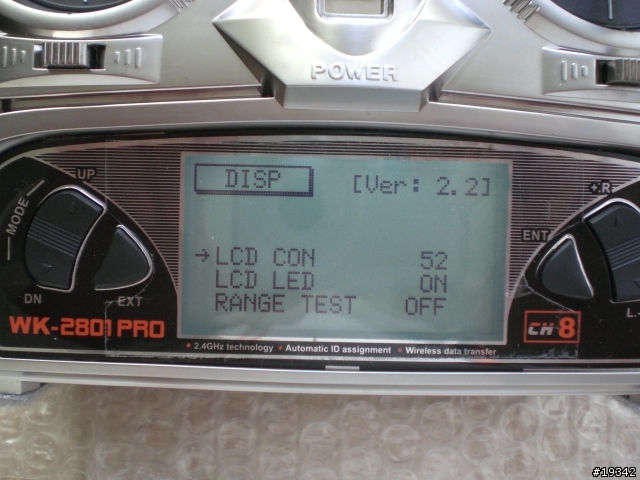 POWER
UP
MODE
DN
EXT
WK-2801 PRO
DISP [Ver: 2.2]
→LCD CON 52
LCD LED ON
RANGE TEST OFF
+.R
ENT
L.
CH 8
• 2.4GHz technology • Automatic ID assignment • Wireless data transfer
#19342